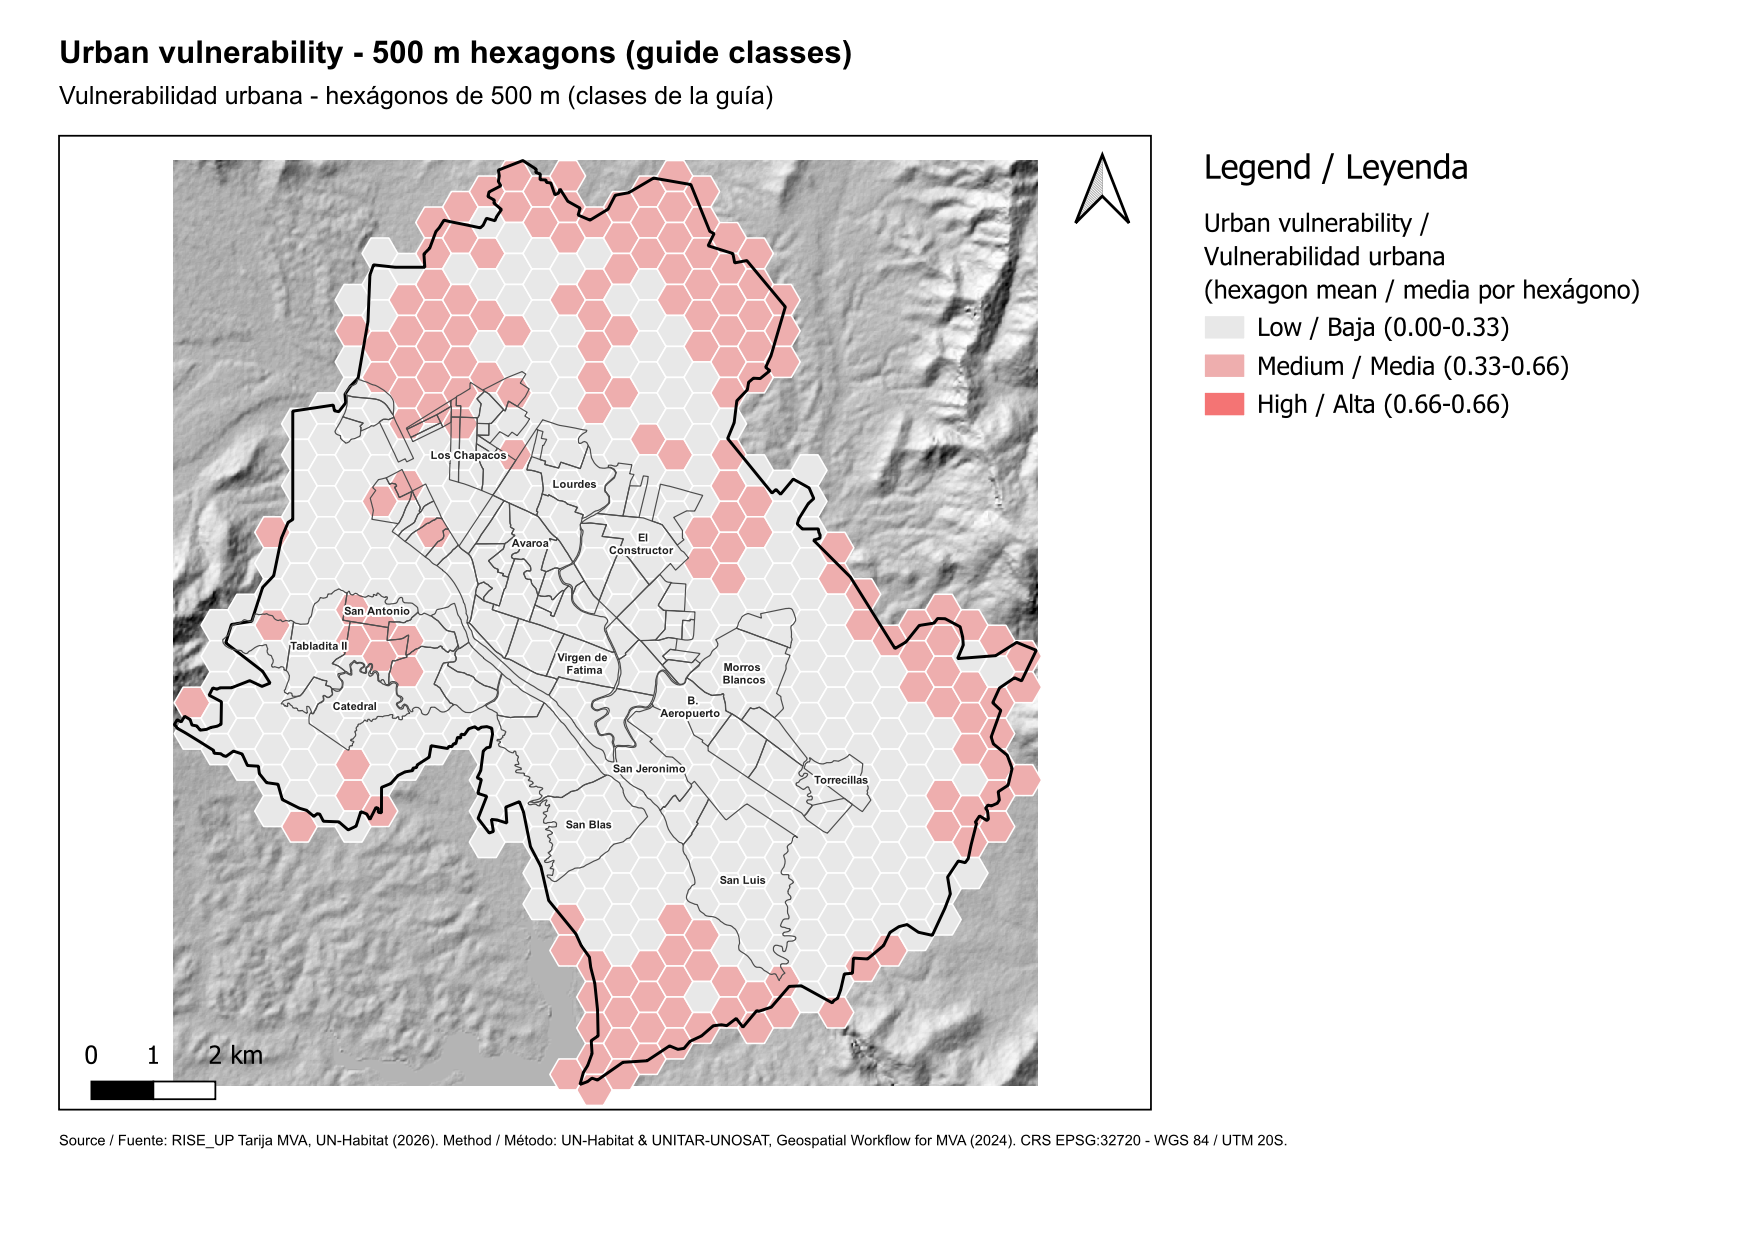 Urban vulnerability - 500 m hexagons (guide classes)
Vulnerabilidad urbana - hexágonos de 500 m (clases de la guía)
Legend / Leyenda
Urban vulnerability /
Vulnerabilidad urbana
(hexagon mean / media por hexágono)
Low / Baja (0.00-0.33)
Medium / Media (0.33-0.66)
High / Alta (0.66-0.66)
Los Chapacos
Lourdes
Avaroa
El
Constructor
San Antonio
Tabladita II
Virgen de
Fatima
Morros
Blancos
Catedral
B.
Aeropuerto
San Jeronimo
Torrecillas
San Blas
San Luis
0 1 2 km
Source / Fuente: RISE_UP Tarija MVA, UN-Habitat (2026). Method / Método: UN-Habitat & UNITAR-UNOSAT, Geospatial Workflow for MVA (2024). CRS EPSG:32720 - WGS 84 / UTM 20S.